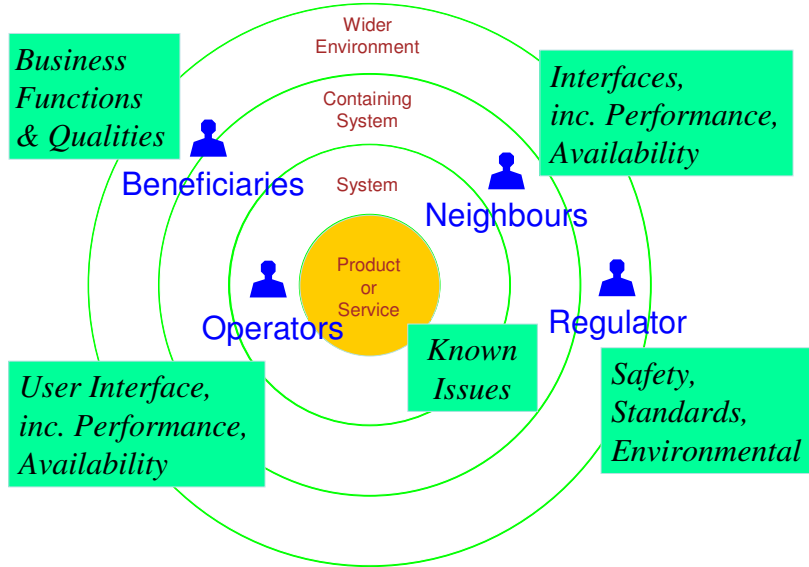 Wider
Environment
Business
Functions
& Qualities
Interfaces,
inc. Performance,
Availability
Containing
System
Beneficiaries
System
Neighbours
Product
or
Service
Operators
Regulator
Known
Issues
User Interface,
inc. Performance,
Availability
Safety,
Standards,
Environmental